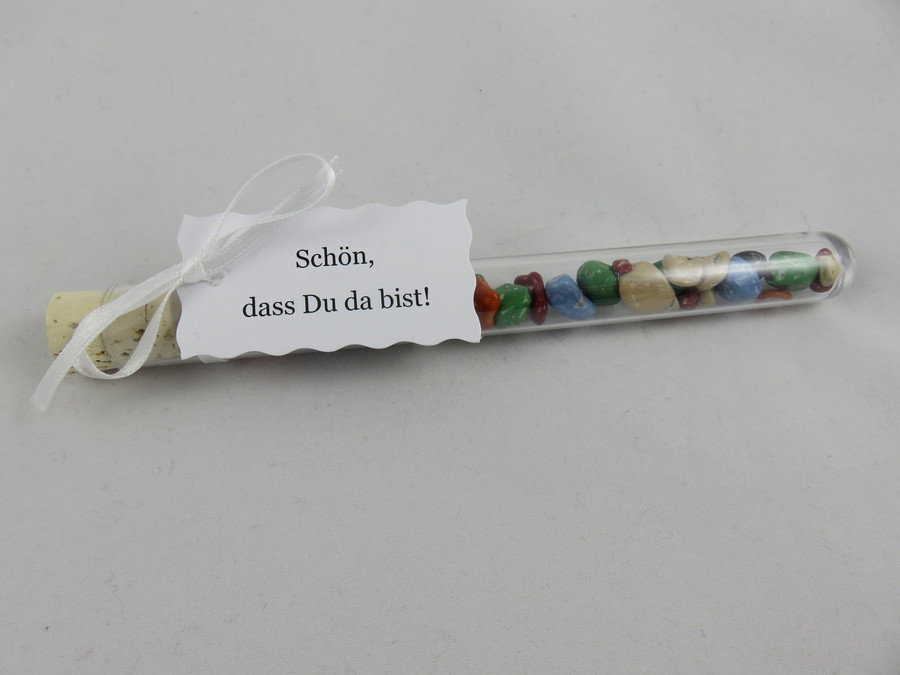 Schön,
dass Du da bist!